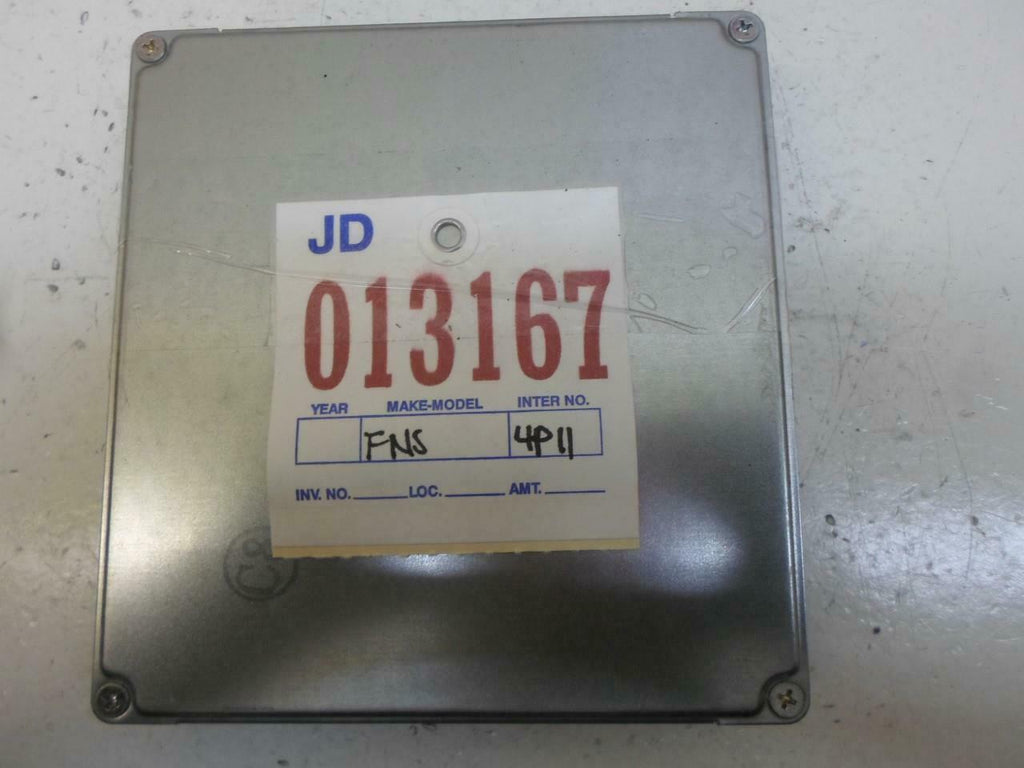 JD
013167
YEAR MAKE-MODEL INTER NO.
FNS 4P11
INV. NO. LOC. AMT.